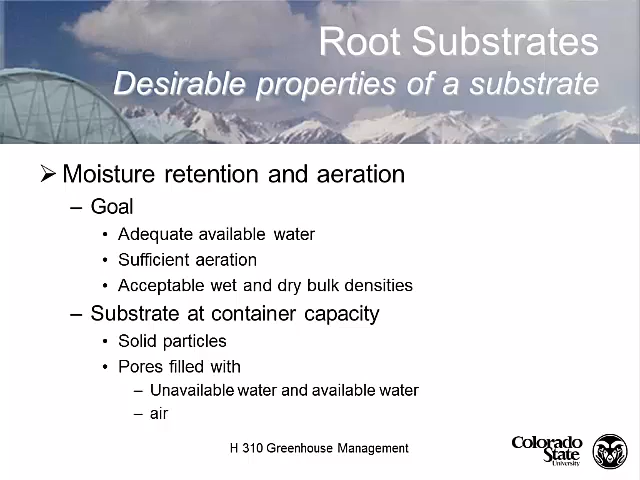 Root Substrates
Desirable properties of a substrate
➢ Moisture retention and aeration
– Goal
• Adequate available water
• Sufficient aeration
• Acceptable wet and dry bulk densities
– Substrate at container capacity
• Solid particles
• Pores filled with
– Unavailable water and available water
– air
H 310 Greenhouse Management
Colorado
State
University